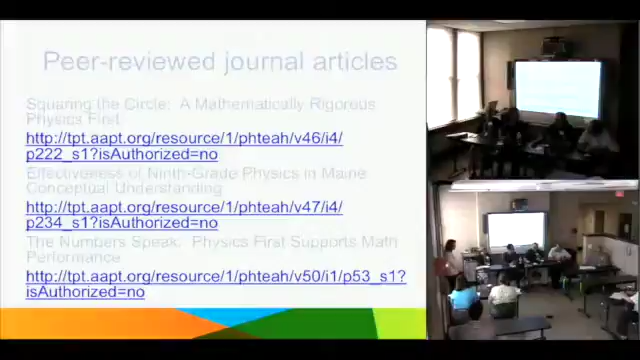 Peer-reviewed journal articles
Squaring the Circle: A Mathematically Rigorous
Physics First
http://tpt.aapt.org/resource/1/phteah/v46/i4/
p222_s1?isAuthorized=no
Effectiveness of Ninth-Grade Physics in Maine
Conceptual Understanding
http://tpt.aapt.org/resource/1/phteah/v47/i4/
p234_s1?isAuthorized=no
The Numbers Speak: Physics First Supports Math
Performance
http://tpt.aapt.org/resource/1/phteah/v50/i1/p53_s1?
isAuthorized=no